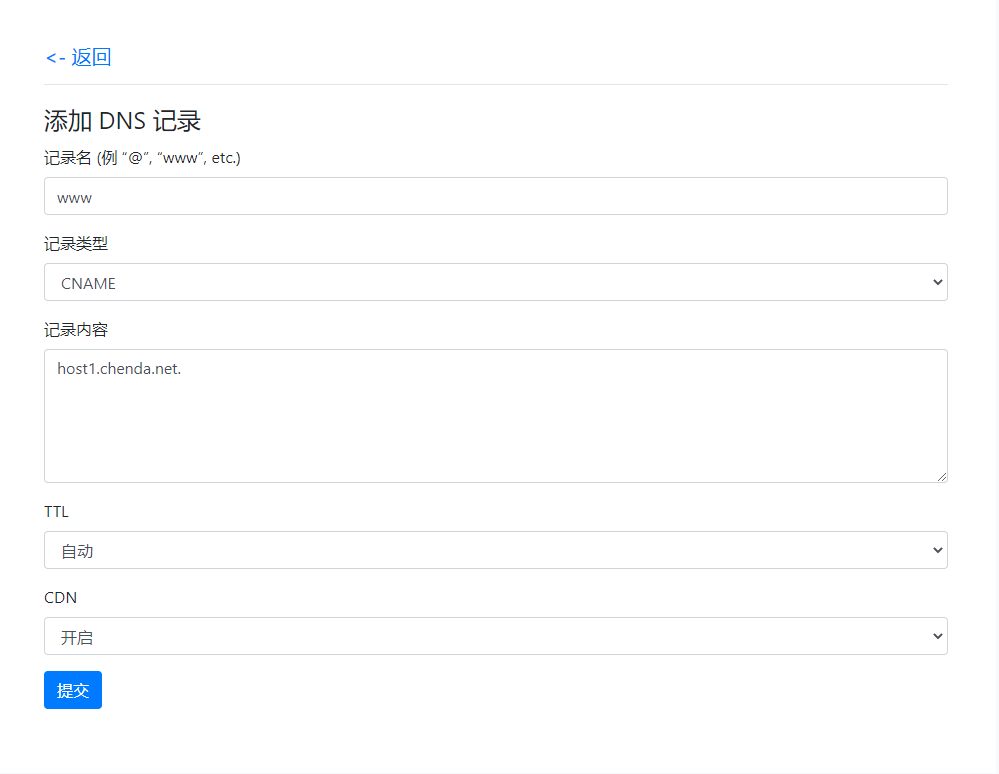 <- 返回
添加 DNS 记录
记录名 (例 “@”, “www”, etc.)
www
记录类型
CNAME
记录内容
host1.chenda.net.
TTL
自动
CDN
开启
提交